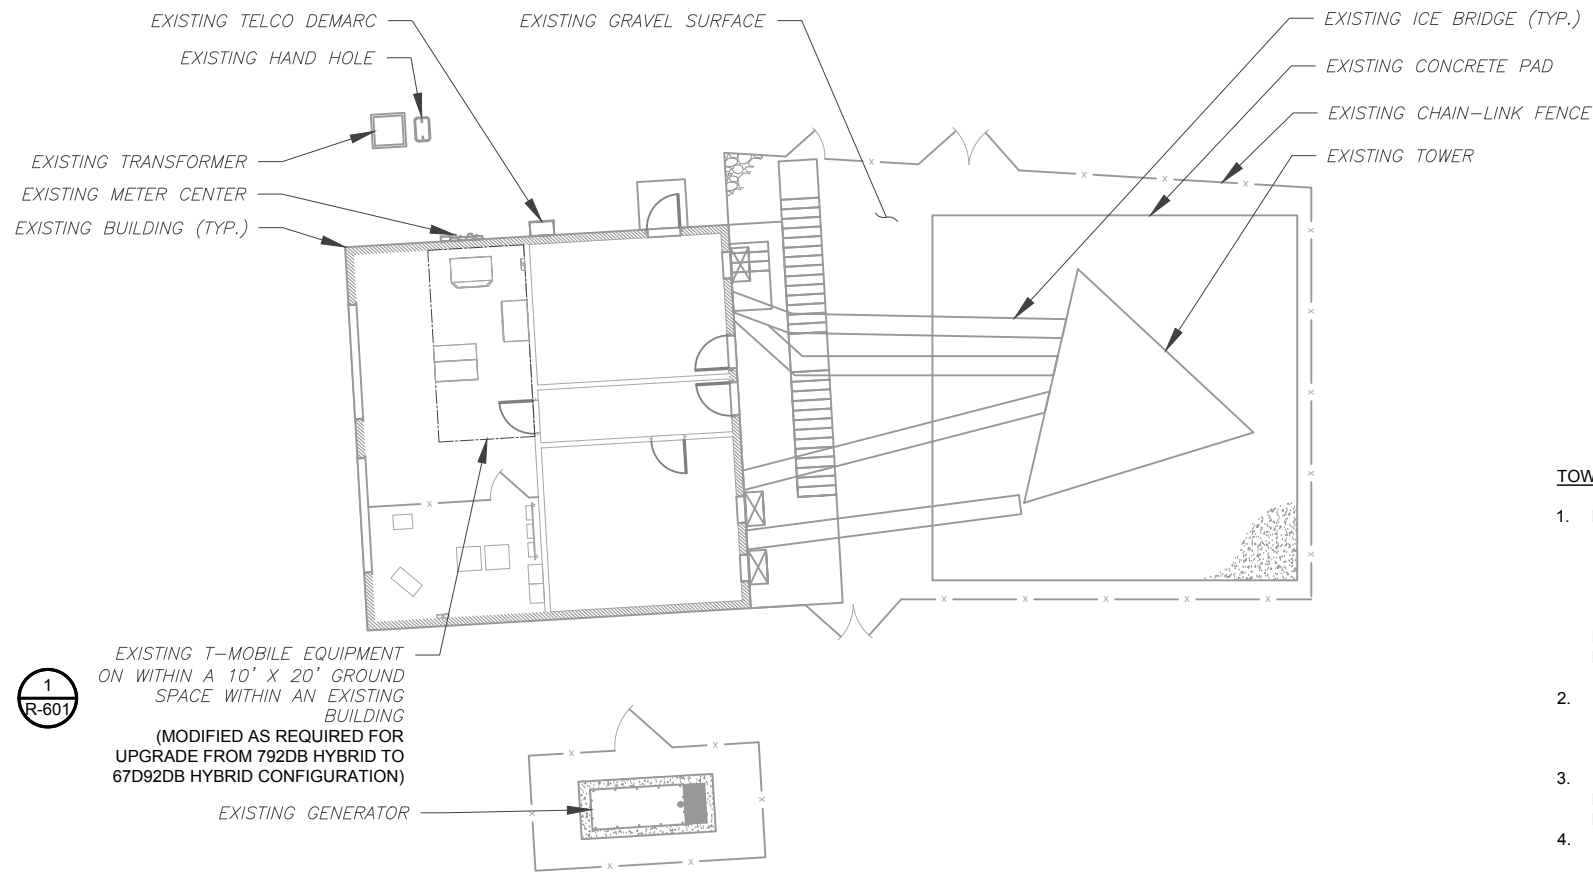 EXISTING TELCO DEMARC
EXISTING GRAVEL SURFACE
EXISTING ICE BRIDGE (TYP.)
EXISTING HAND HOLE
EXISTING CONCRETE PAD
EXISTING CHAIN-LINK FENCE
EXISTING TRANSFORMER
EXISTING TOWER
EXISTING METER CENTER
EXISTING BUILDING (TYP.)
TOW
1.
2.
3.
4.
1
R-601
EXISTING T-MOBILE EQUIPMENT
ON WITHIN A 10' X 20' GROUND
SPACE WITHIN AN EXISTING
BUILDING
(MODIFIED AS REQUIRED FOR
UPGRADE FROM 792DB HYBRID TO
67D92DB HYBRID CONFIGURATION)
EXISTING GENERATOR